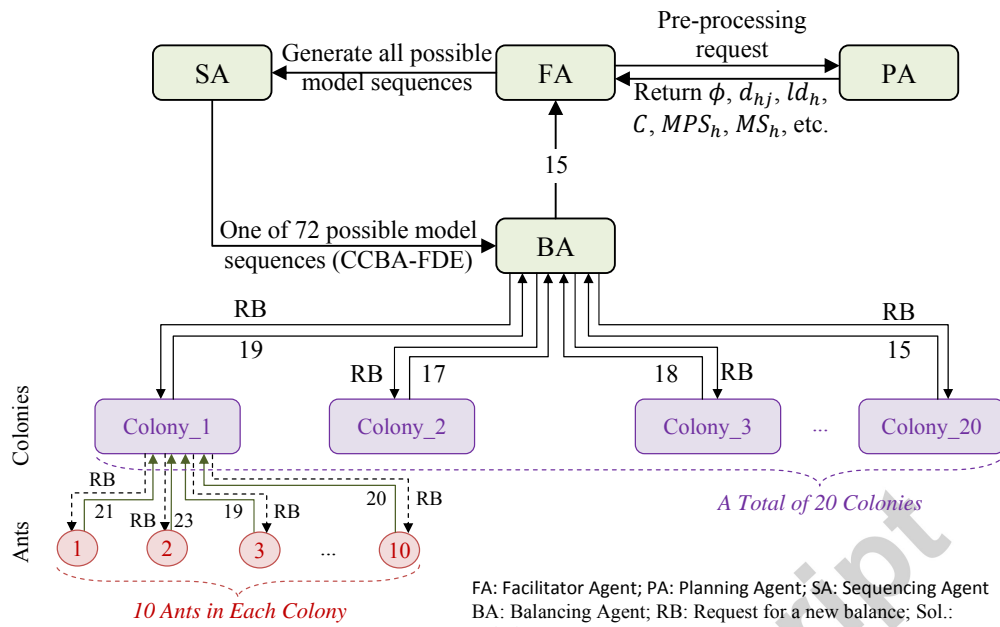 Generate all possible
model sequences
Pre-processing
request
SA
FA
PA
Return ϕ, d_{hj}, ld_h,
C, MPS_h, MS_h, etc.
15
One of 72 possible model
sequences (CCBA-FDE)
BA
RB
19
RB
17
18
RB
RB
15
Colonies
Colony_1
Colony_2
Colony_3
...
Colony_20
A Total of 20 Colonies
Ants
RB
21
RB
23
19
RB
20
RB
1
2
3
...
10
10 Ants in Each Colony
FA: Facilitator Agent; PA: Planning Agent; SA: Sequencing Agent
BA: Balancing Agent; RB: Request for a new balance; Sol.: